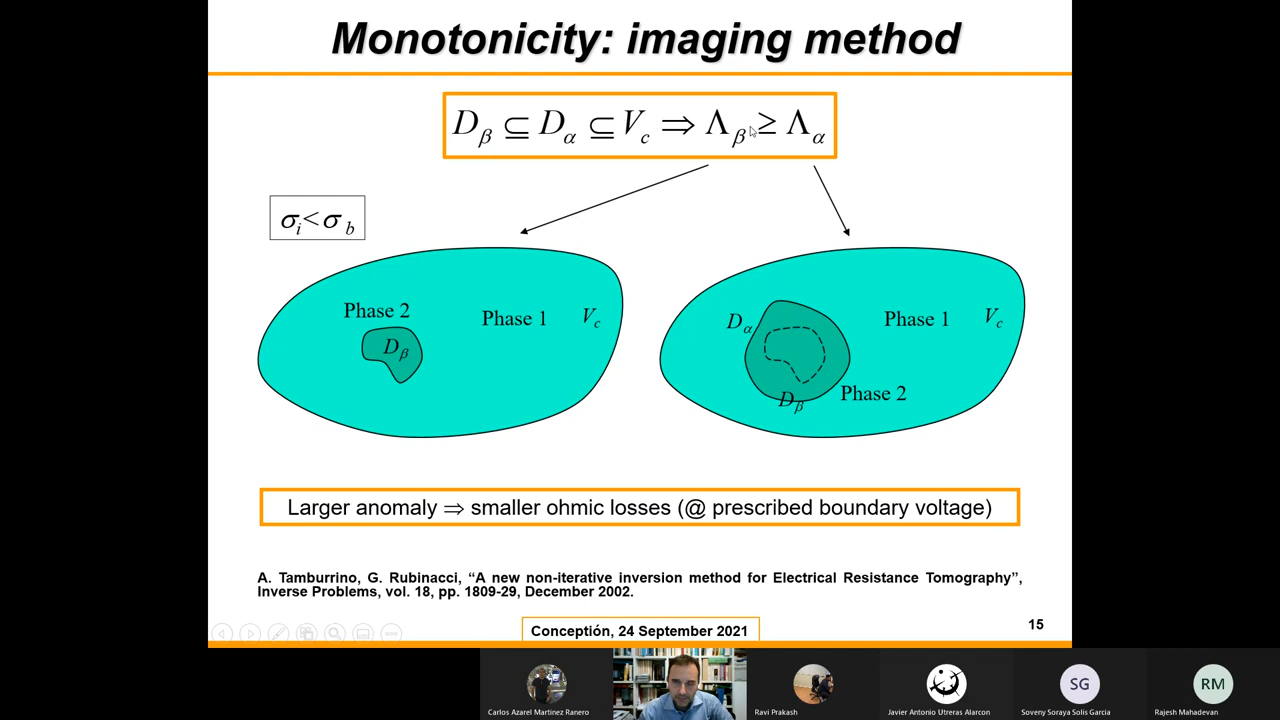 Monotonicity: imaging method
D_β ⊆ D_α ⊆ V_c ⇒ Λ_β ≥ Λ_α
σ_i < σ_b
Phase 2
Phase 1
V_c
D_β
D_α
Phase 1
V_c
Phase 2
D_β
Larger anomaly ⇒ smaller ohmic losses (@ prescribed boundary voltage)
A. Tamburrino, G. Rubinacci, “A new non-iterative inversion method for Electrical Resistance Tomography”,
Inverse Problems, vol. 18, pp. 1809-29, December 2002.
Conceptión, 24 September 2021
15
SG
RM
Carlos Azarel Martinez Ranero
Ravi Prakash
Javier Antonio Utreras Alarcon
Soveny Soraya Solis Garcia
Rajesh Mahadevan